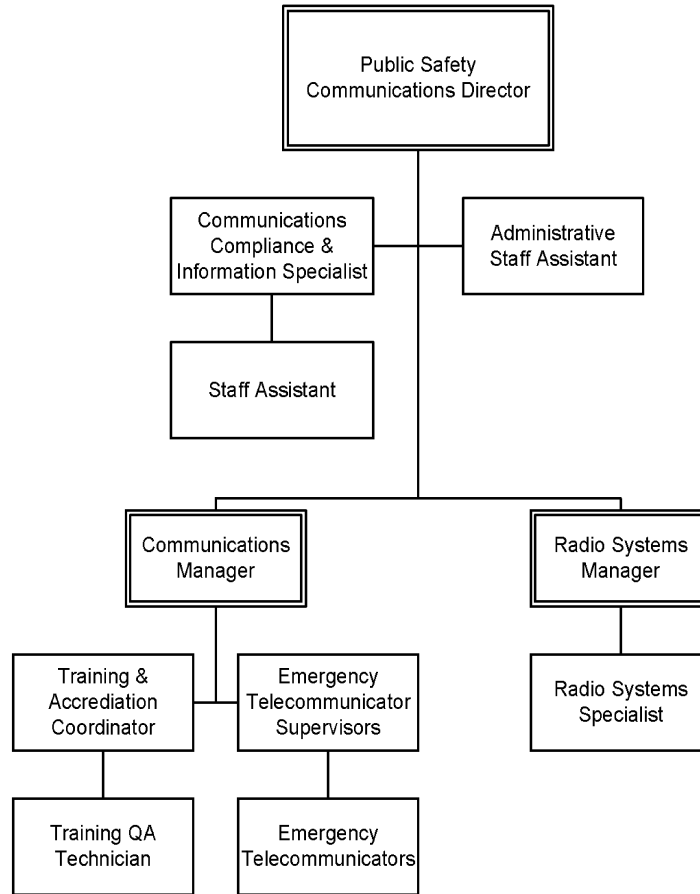 Public Safety
Communications Director
Communications
Compliance &
Information Specialist
Administrative
Staff Assistant
Staff Assistant
Communications
Manager
Radio Systems
Manager
Training &
Accrediation
Coordinator
Emergency
Telecommunicator
Supervisors
Radio Systems
Specialist
Training QA
Technician
Emergency
Telecommunicators